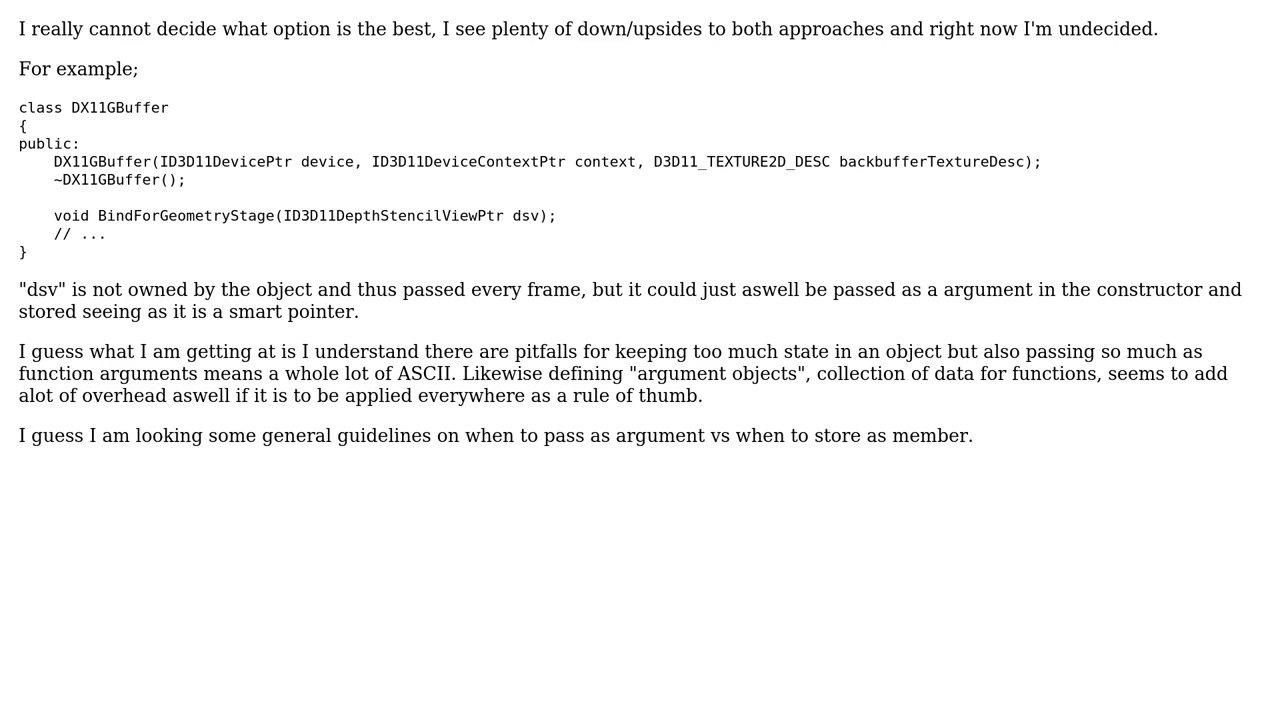 I really cannot decide what option is the best, I see plenty of down/upsides to both approaches and right now I'm undecided.
For example;
class DX11GBuffer
{
public:
    DX11GBuffer(ID3D11DevicePtr device, ID3D11DeviceContextPtr context, D3D11_TEXTURE2D_DESC backbufferTextureDesc);
    ~DX11GBuffer();
    void BindForGeometryStage(ID3D11DepthStencilViewPtr dsv);
    // ...
}
"dsv" is not owned by the object and thus passed every frame, but it could just aswell be passed as a argument in the constructor and
stored seeing as it is a smart pointer.
I guess what I am getting at is I understand there are pitfalls for keeping too much state in an object but also passing so much as
function arguments means a whole lot of ASCII. Likewise defining "argument objects", collection of data for functions, seems to add
alot of overhead aswell if it is to be applied everywhere as a rule of thumb.
I guess I am looking some general guidelines on when to pass as argument vs when to store as member.